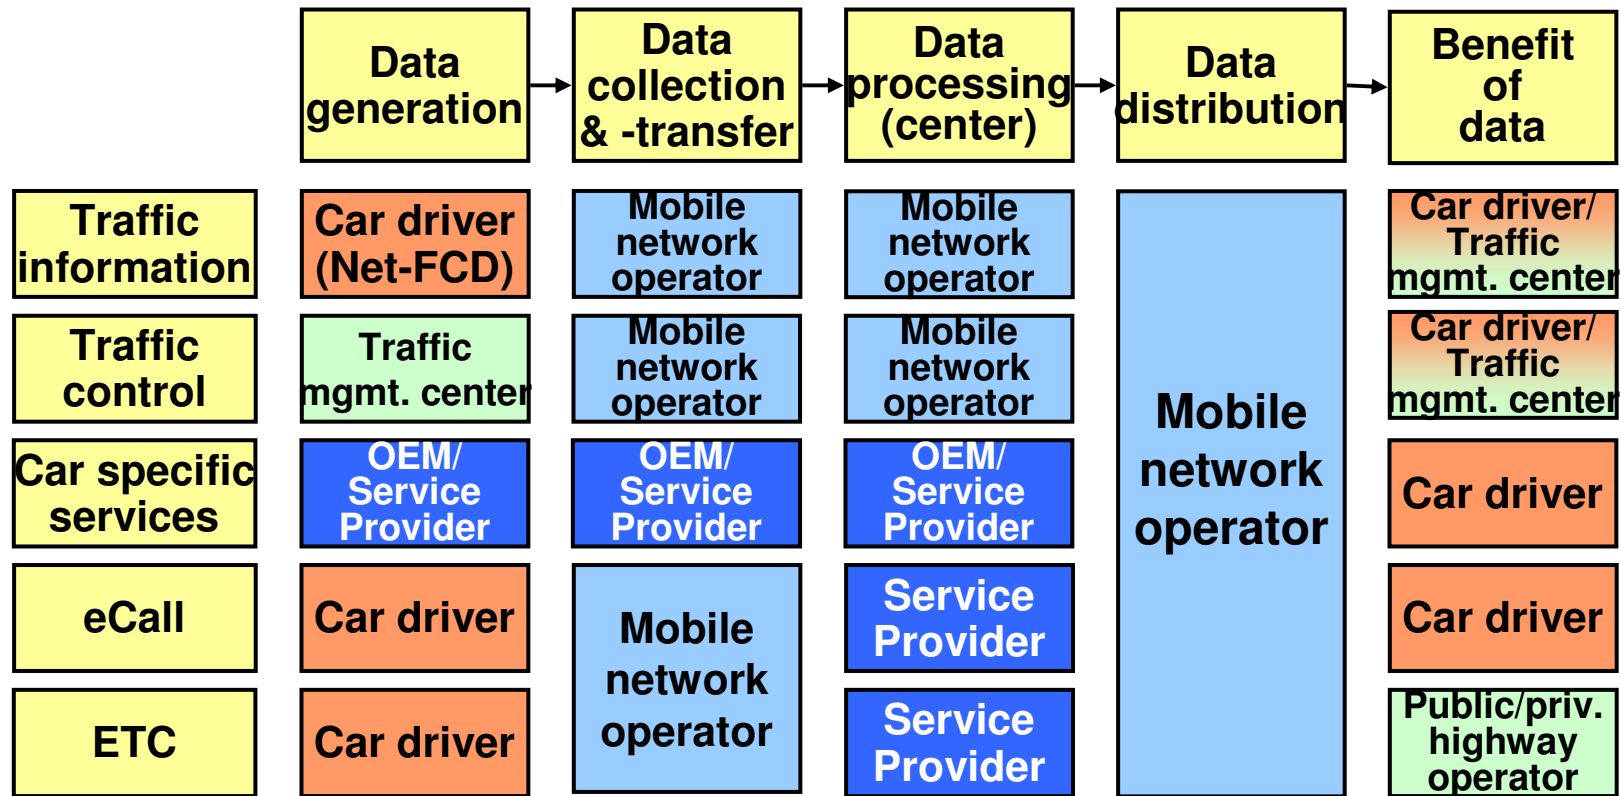 Data
generation
Data
collection
& -transfer
Data
processing
(center)
Data
distribution
Benefit
of
data
Traffic
information
Car driver
(Net-FCD)
Mobile
network
operator
Mobile
network
operator
Car driver/
Traffic
mgmt. center
Traffic
control
Traffic
mgmt. center
Mobile
network
operator
Mobile
network
operator
Car driver/
Traffic
mgmt. center
Mobile
network
operator
Car specific
services
OEM/
Service
Provider
OEM/
Service
Provider
OEM/
Service
Provider
Car driver
eCall
Car driver
Mobile
network
operator
Service
Provider
Car driver
ETC
Car driver
Service
Provider
Public/priv.
highway
operator